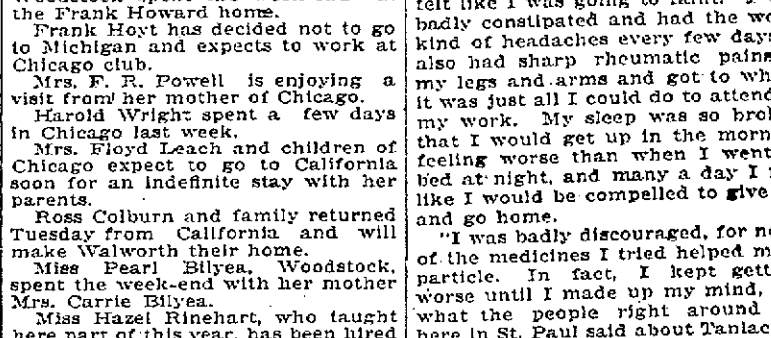 the Frank Howard home.
Frank Hoyt has decided not to go
to Michigan and expects to work at
Chicago club.
Mrs. F. R. Powell is enjoying a
visit from her mother of Chicago.
Harold Wright spent a few days
in Chicago last week.
Mrs. Floyd Leach and children of
Chicago expect to go to California
soon for an indefinite stay with her
parents.
Ross Colburn and family returned
Tuesday from California and will
make Walworth their home.
Miss Pearl Bilyea, Woodstock,
spent the week-end with her mother
Mrs. Carrie Bilyea.
Miss Hazel Rinehart, who taught
here part of this year, has been hired
felt like I was going to faint.
badly constipated and had the
kind of headaches every few days
also had sharp rheumatic pains
my legs and arms and got to
it was just all I could do to attend
my work. My sleep was so
that I would get up in the
feeling worse than when I went
bed at night, and many a day I
like I would be compelled to give
and go home.
"I was badly discouraged, for
of the medicines I tried helped
particle. In fact, I kept
worse until I made up my mind,
what the people right around
here in St. Paul said about Tanlac